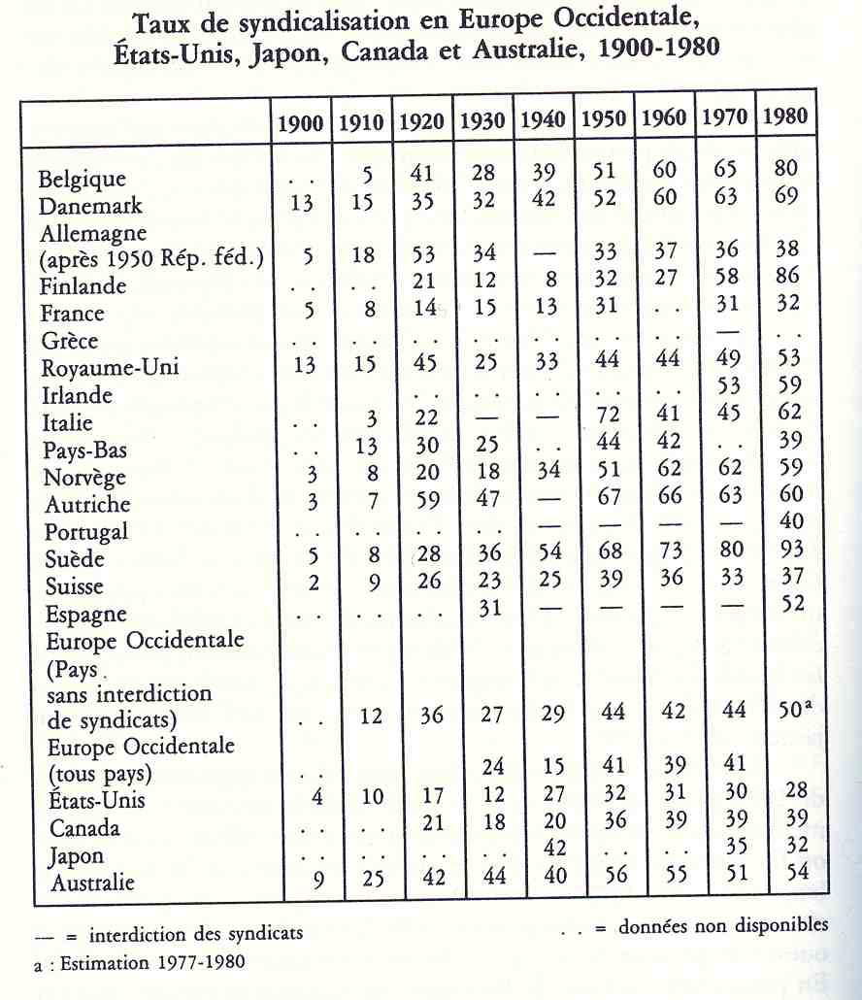 Taux de syndicalisation en Europe Occidentale,
États-Unis, Japon, Canada et Australie, 1900-1980
1900 1910 1920 1930 1940 1950 1960 1970 1980
Belgique . . 5 41 28 39 51 60 65 80
Danemark 13 15 35 32 42 52 60 63 69
Allemagne
(après 1950 Rép. féd.) 5 18 53 34 — 33 37 36 38
Finlande . . . . 21 12 8 32 27 58 86
France 5 8 14 15 13 31 . . 31 32
Grèce . . . . . . . . . . . . . . — . .
Royaume-Uni 13 15 45 25 33 44 44 49 53
Irlande . . . . . . . . . . 53 59
Italie . . 3 22 — — 72 41 45 62
Pays-Bas . . 13 30 25 . . 44 42 . . 39
Norvège 3 8 20 18 34 51 62 62 59
Autriche 3 7 59 47 — 67 66 63 60
Portugal . . . . . . . . — — — — 40
Suède 5 8 28 36 54 68 73 80 93
Suisse 2 9 26 23 25 39 36 33 37
Espagne . . . . . . 31 — — — — 52
Europe Occidentale
(Pays
sans interdiction
de syndicats) . . 12 36 27 29 44 42 44 50ª
Europe Occidentale
(tous pays) . . 24 15 41 39 41
États-Unis 4 10 17 12 27 32 31 30 28
Canada . . . . 21 18 20 36 39 39 39
Japon . . . . . . . . 42 . . . . 35 32
Australie 9 25 42 44 40 56 55 51 54
— = interdiction des syndicats . . = données non disponibles
a : Estimation 1977-1980